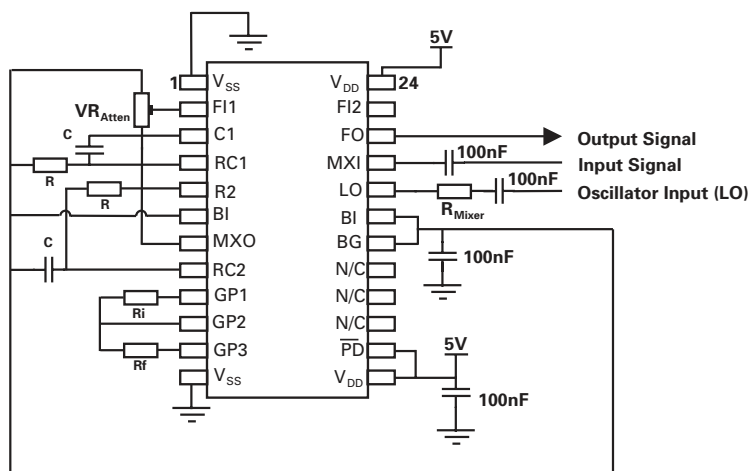 5V
1
V_SS
V_DD
24
VR_Atten
FI1
FI2
C
C1
FO
Output Signal
R
RC1
MXI
100nF
Input Signal
R
R2
LO
R_Mixer
100nF
Oscillator Input (LO)
BI
BI
MXO
BG
100nF
C
RC2
N/C
Ri
GP1
N/C
GP2
N/C
Rf
GP3
P̅D̅
5V
V_SS
V_DD
100nF